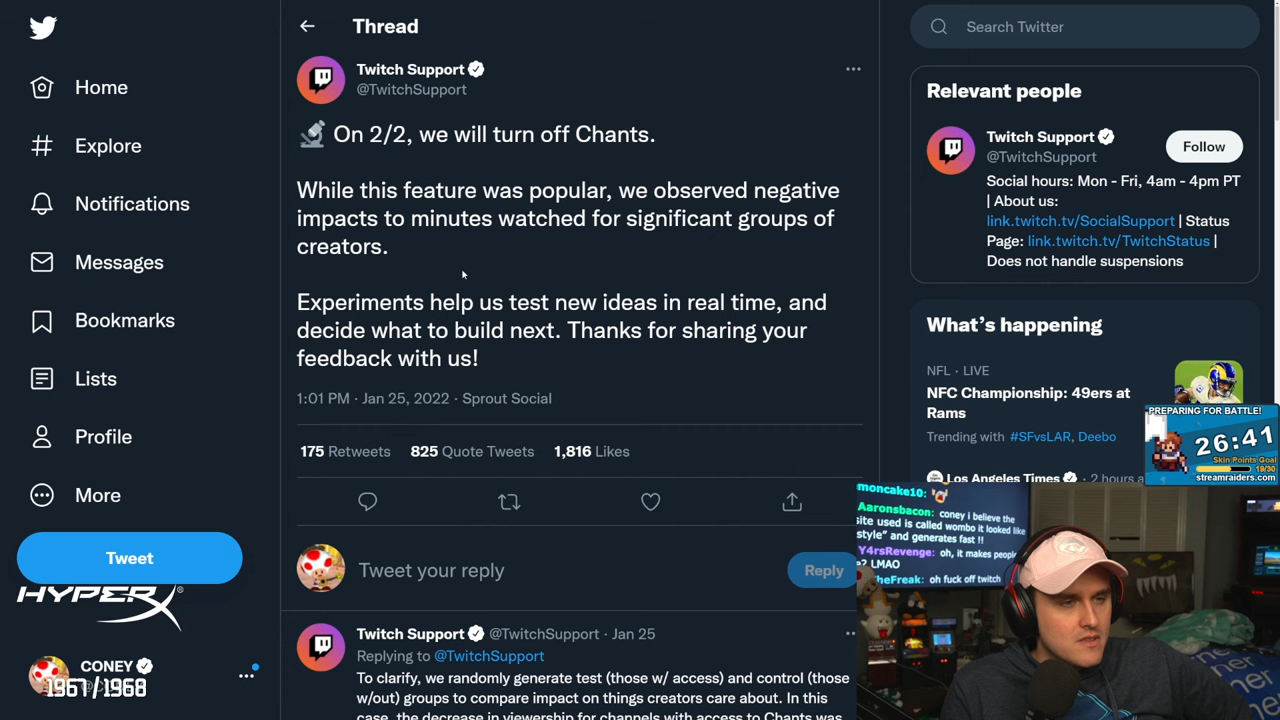 Home
Explore
Notifications
Messages
Bookmarks
Lists
Profile
More
Tweet
HYPERX®
CONEY
1967/1968
Thread
Twitch Support
@TwitchSupport
On 2/2, we will turn off Chants.
While this feature was popular, we observed negative
impacts to minutes watched for significant groups of
creators.
Experiments help us test new ideas in real time, and
decide what to build next. Thanks for sharing your
feedback with us!
1:01 PM · Jan 25, 2022 · Sprout Social
175 Retweets 825 Quote Tweets 1,816 Likes
Tweet your reply
Reply
Twitch Support @TwitchSupport · Jan 25
Replying to @TwitchSupport
To clarify, we randomly generate test (those w/ access) and control (those
w/out) groups to compare impact on things creators care about. In this
case, the decrease in viewership for channels with access to Chants was
Search Twitter
Relevant people
Twitch Support
@TwitchSupport
Follow
Social hours: Mon - Fri, 4am - 4pm PT
| About us:
link.twitch.tv/SocialSupport | Status
Page: link.twitch.tv/TwitchStatus |
Does not handle suspensions
What's happening
NFL · LIVE
NFC Championship: 49ers at
Rams
Trending with #SFvsLAR, Deebo
Los Angeles Times · 2 hours a
PREPARING FOR BATTLE!
26:41
Skin Points Goal
19/30
streamraiders.com
moncake10:
Aaronsbacon: coney i believe the
site used is called wombo it looked like
style" and generates fast !!
Y4rsRevenge: oh, it makes people
? LMAO
heFreak: oh fuck off twitch